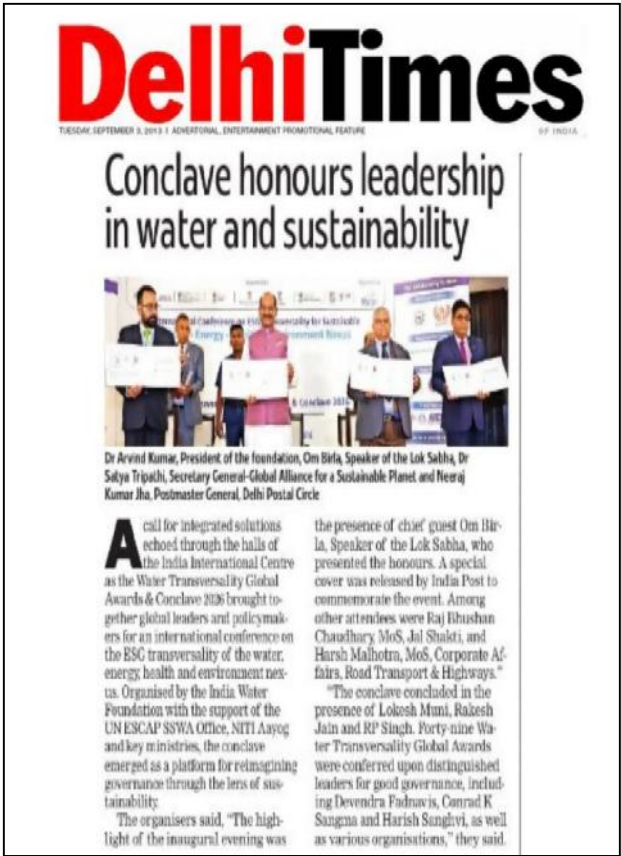 DelhiTimes
TUESDAY, SEPTEMBER 3, 2013 | ADVERTORIAL, ENTERTAINMENT PROMOTIONAL FEATURE
OF INDIA
Conclave honours leadership
in water and sustainability
Energy
& Conclave 2026
Dr Arvind Kumar, President of the foundation, Om Birla, Speaker of the Lok Sabha, Dr
Satya Tripathi, Secretary General-Global Alliance for a Sustainable Planet and Neeraj
Kumar Jha, Postmaster General, Delhi Postal Circle
A call for integrated solutions
echoed through the halls of
the India International Centre
as the Water Transversality Global
Awards & Conclave 2026 brought to-
gether global leaders and policymak-
ers for an international conference on
the ESG transversality of the water,
energy, health and environment nex-
us. Organised by the India Water
Foundation with the support of the
UN ESCAP SSWA Office, NITI Aayog
and key ministries, the conclave
emerged as a platform for reimagining
governance through the lens of sus-
tainability.
The organisers said, "The high-
light of the inaugural evening was
the presence of chief guest Om Bir-
la, Speaker of the Lok Sabha, who
presented the honours. A special
cover was released by India Post to
commemorate the event. Among
other attendees were Raj Bhushan
Chaudhary, MoS, Jal Shakti, and
Harsh Malhotra, MoS, Corporate Af-
fairs, Road Transport & Highways."
"The conclave concluded in the
presence of Lokesh Muni, Rakesh
Jain and RP Singh. Forty-nine Wa-
ter Transversality Global Awards
were conferred upon distinguished
leaders for good governance, includ-
ing Devendra Fadnavis, Conrad K
Sangma and Harish Sanghvi, as well
as various organisations," they said.